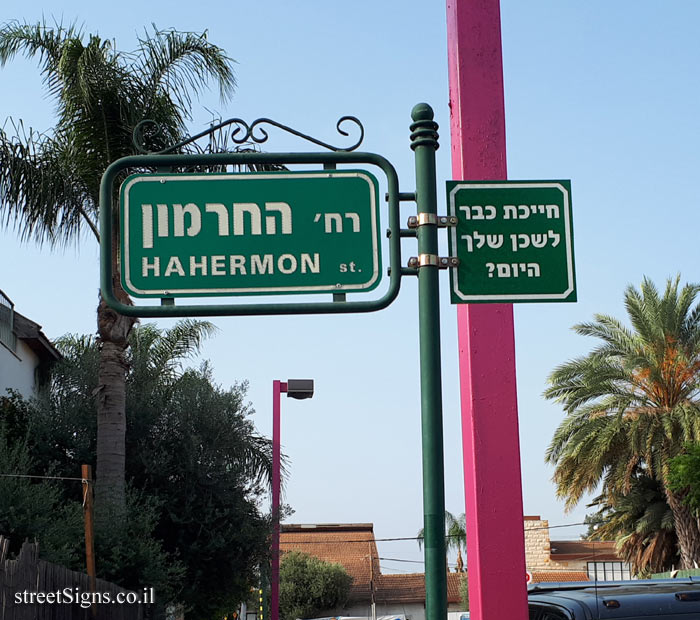 רח׳ החרמון
HAHERMON st.
חייכת כבר
לשכן שלך
היום?
streetSigns.co.il